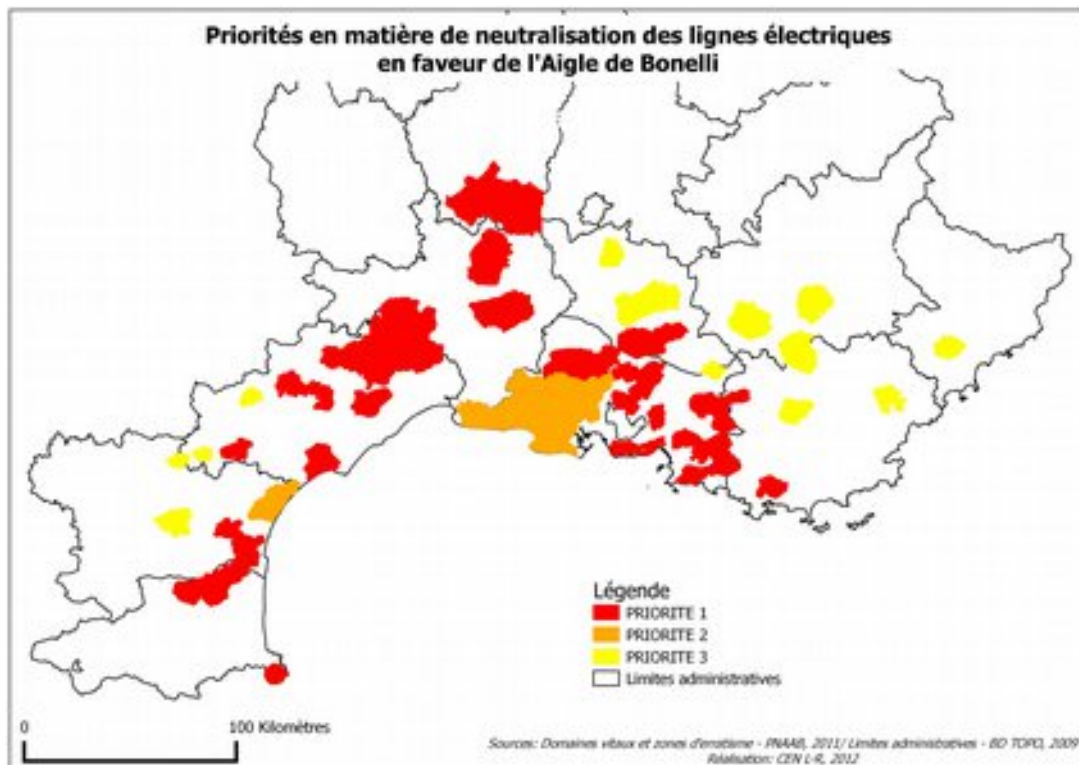 Priorités en matière de neutralisation des lignes électriques
en faveur de l'Aigle de Bonelli
Légende
PRIORITE 1
PRIORITE 2
PRIORITE 3
Limites administratives
0 100 Kilomètres
Sources: Domaines vitaux et zones d'erratisme - PNAAB, 2011/ Limites administratives - BD TOPO, 2009
Réalisation: CEN L-R, 2012